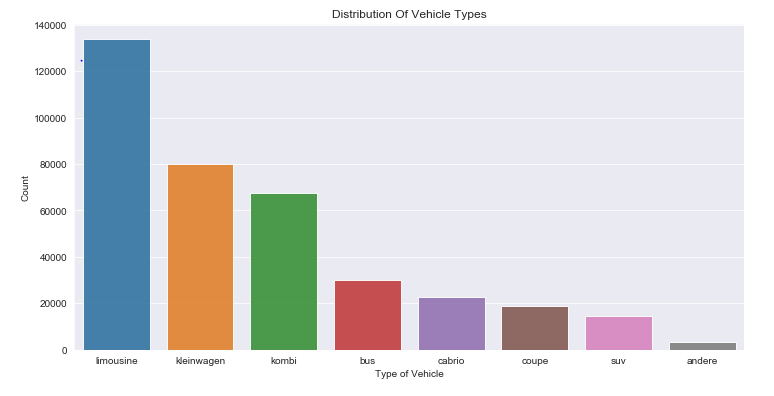 Distribution Of Vehicle Types
140000
120000
100000
80000
60000
40000
20000
0
Count
limousine kleinwagen kombi bus cabrio coupe suv andere
Type of Vehicle